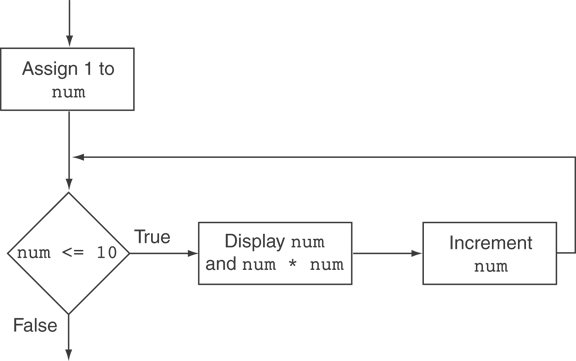 Assign 1 to
num
num <= 10
True
Display num
and num * num
Increment
num
False